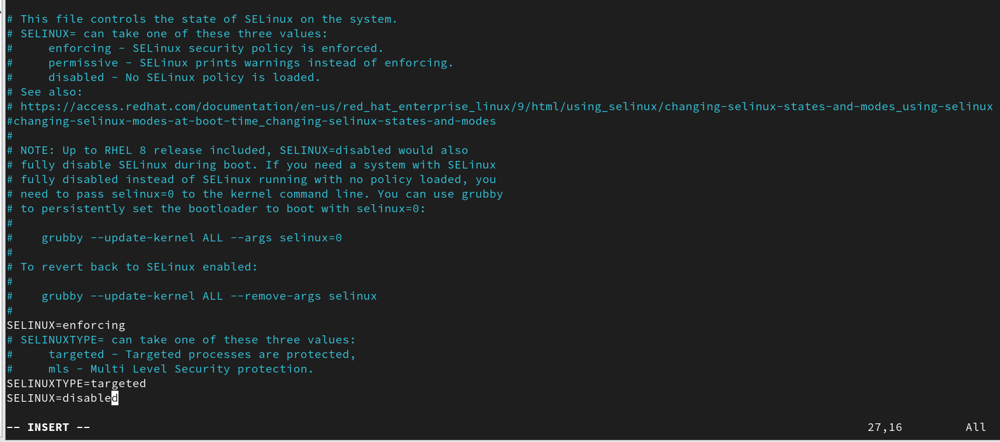 # This file controls the state of SELinux on the system.
# SELINUX= can take one of these three values:
#     enforcing - SELinux security policy is enforced.
#     permissive - SELinux prints warnings instead of enforcing.
#     disabled - No SELinux policy is loaded.
# See also:
# https://access.redhat.com/documentation/en-us/red_hat_enterprise_linux/9/html/using_selinux/changing-selinux-states-and-modes_using-selinux
#changing-selinux-modes-at-boot-time_changing-selinux-states-and-modes
#
# NOTE: Up to RHEL 8 release included, SELINUX=disabled would also
# fully disable SELinux during boot. If you need a system with SELinux
# fully disabled instead of SELinux running with no policy loaded, you
# need to pass selinux=0 to the kernel command line. You can use grubby
# to persistently set the bootloader to boot with selinux=0:
#
#    grubby --update-kernel ALL --args selinux=0
#
# To revert back to SELinux enabled:
#
#    grubby --update-kernel ALL --remove-args selinux
#
SELINUX=enforcing
# SELINUXTYPE= can take one of these three values:
#     targeted - Targeted processes are protected,
#     mls - Multi Level Security protection.
SELINUXTYPE=targeted
SELINUX=disabled
-- INSERT -- 27,16 All